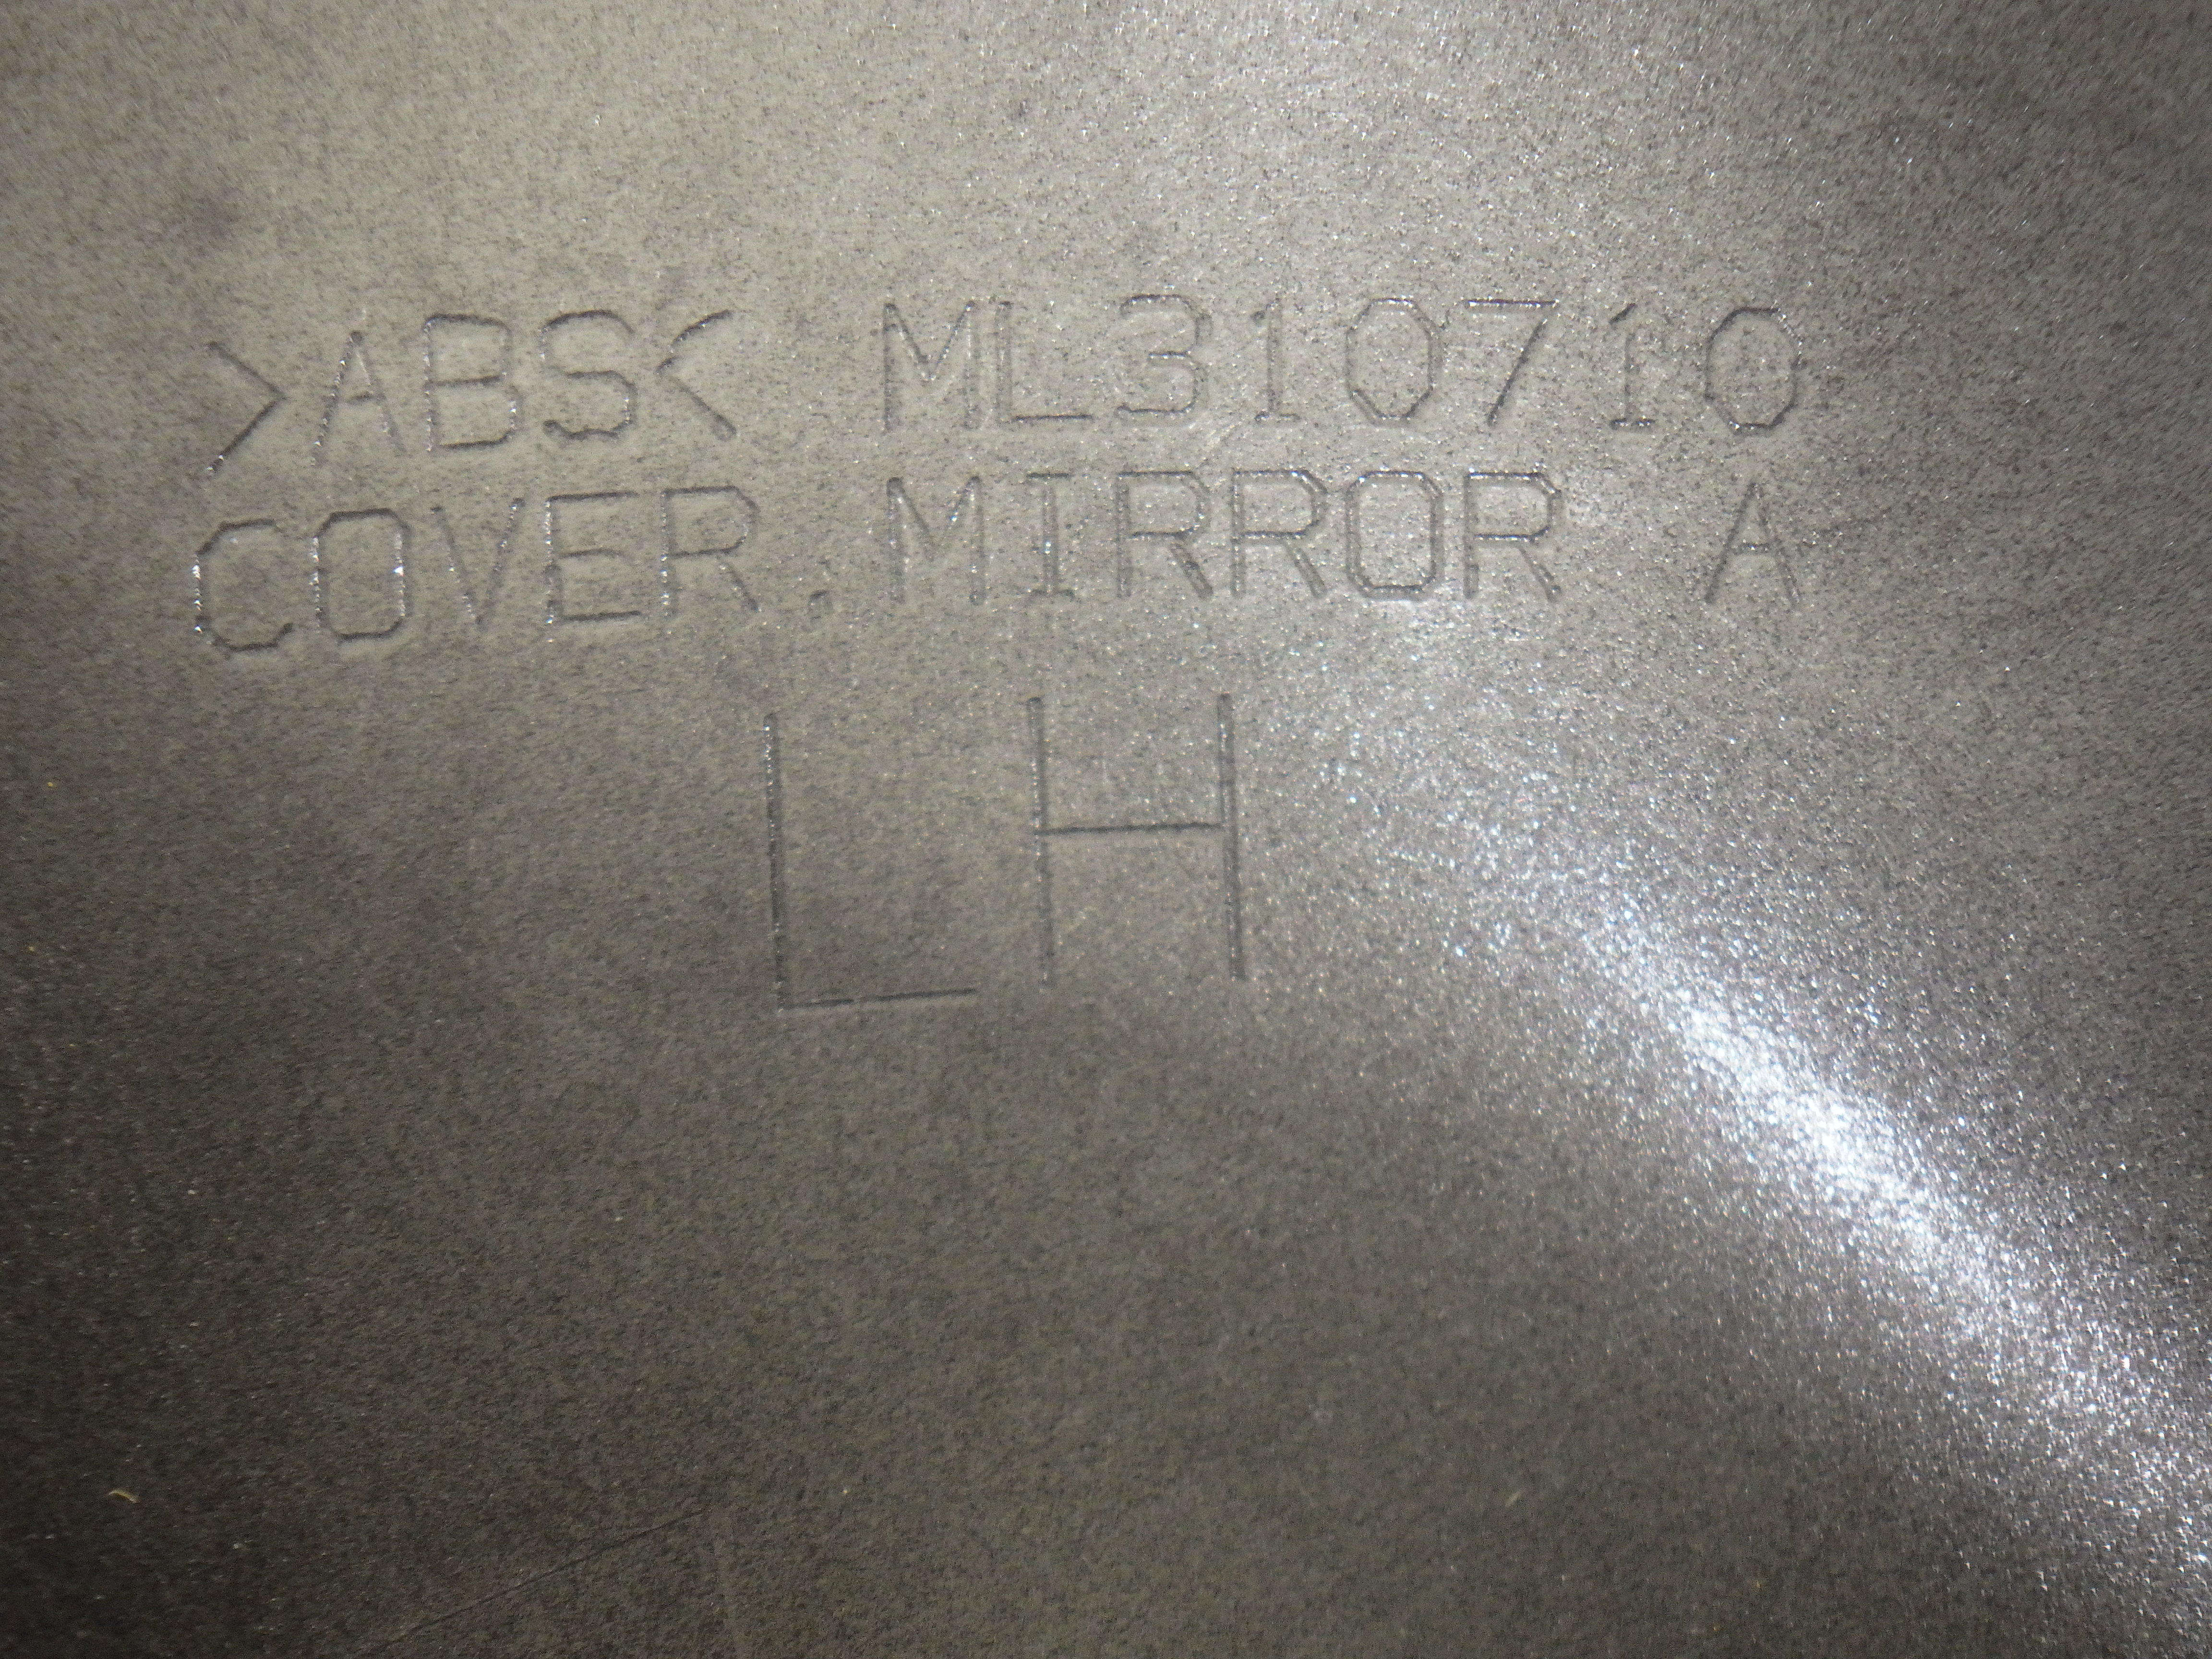 >ABS< ML310710
COVER,MIRROR A
LH